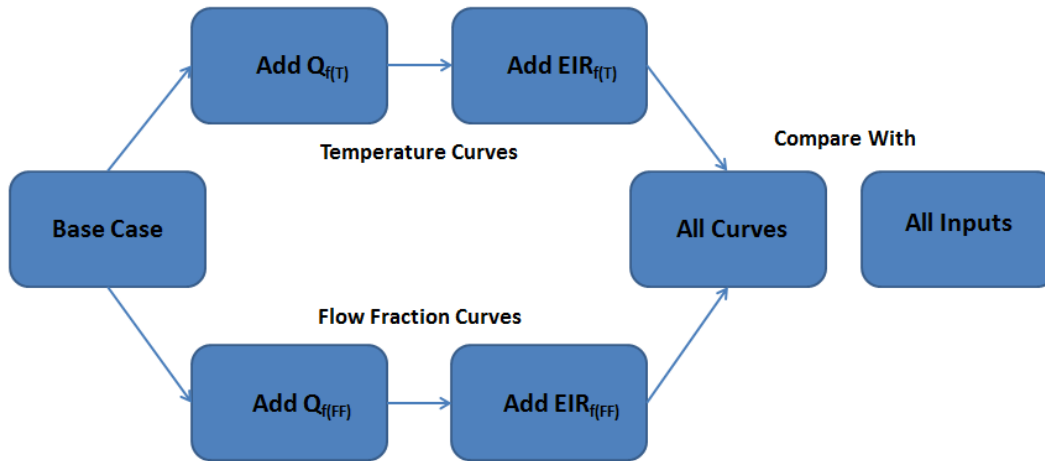 Add Qf(T)
Add EIRf(T)
Temperature Curves
Compare With
Base Case
All Curves
All Inputs
Flow Fraction Curves
Add Qf(FF)
Add EIRf(FF)